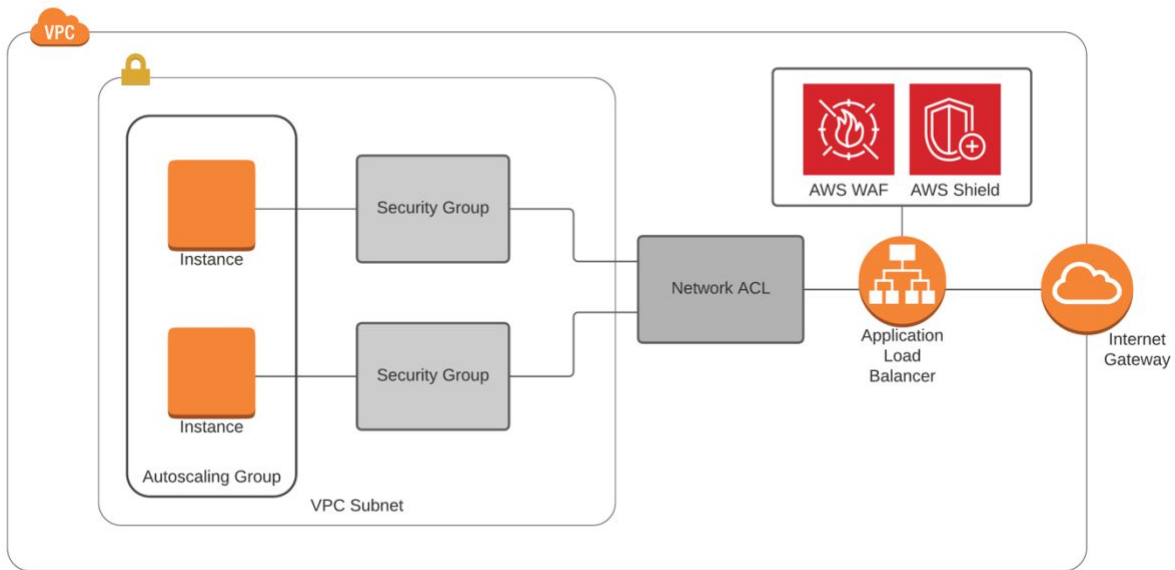 VPC
AWS WAF
AWS Shield
Security Group
Instance
Network ACL
Application
Load
Balancer
Internet
Gateway
Security Group
Instance
Autoscaling Group
VPC Subnet